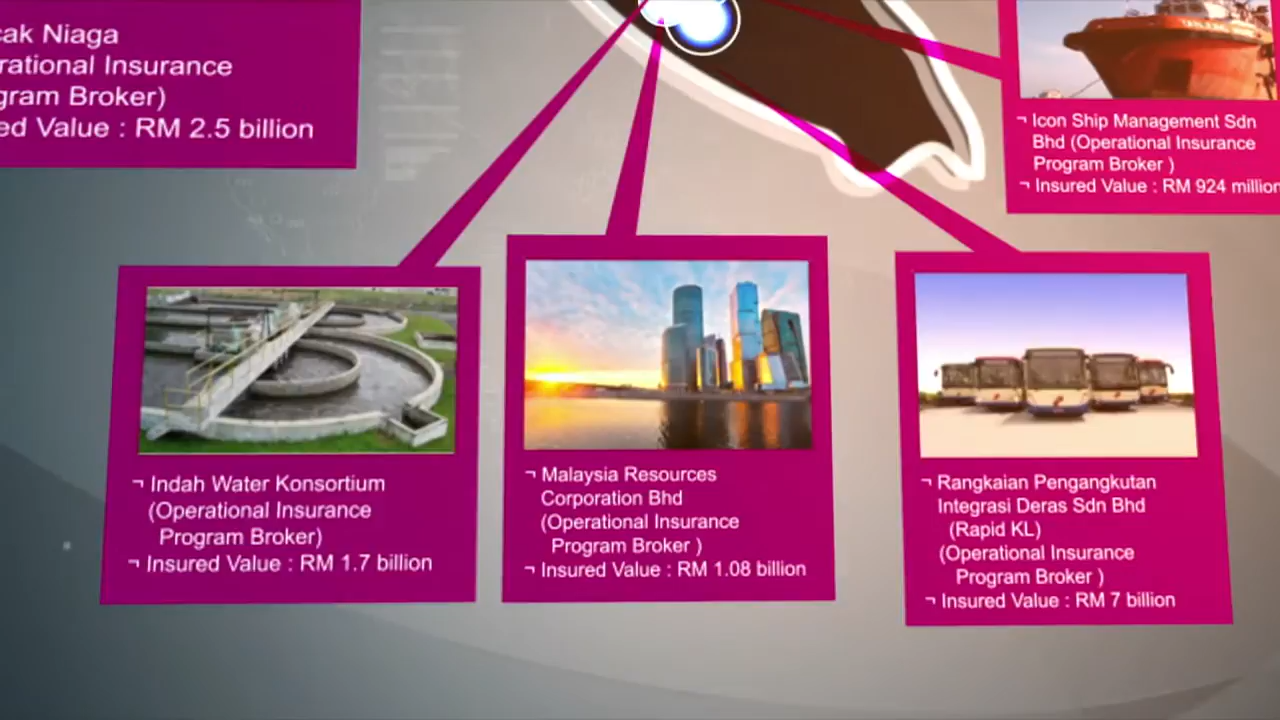 cak Niaga
rational Insurance
gram Broker)
ed Value : RM 2.5 billion
¬ Icon Ship Management Sdn
Bhd (Operational Insurance
Program Broker )
¬ Insured Value : RM 924 million
¬ Indah Water Konsortium
(Operational Insurance
Program Broker)
¬ Insured Value : RM 1.7 billion
¬ Malaysia Resources
Corporation Bhd
(Operational Insurance
Program Broker )
¬ Insured Value : RM 1.08 billion
¬ Rangkaian Pengangkutan
Integrasi Deras Sdn Bhd
(Rapid KL)
(Operational Insurance
Program Broker )
¬ Insured Value : RM 7 billion